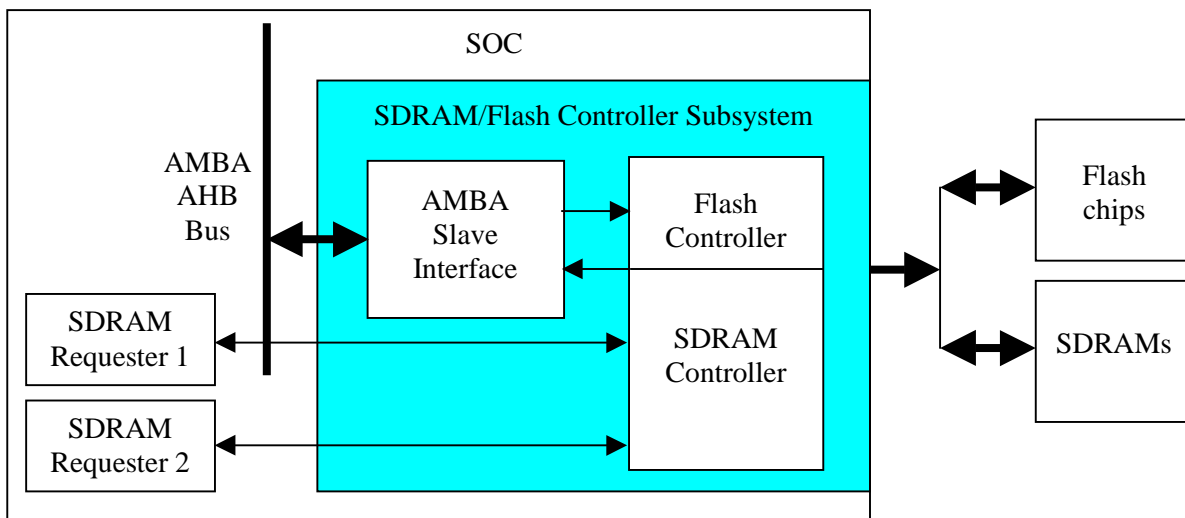 SOC
SDRAM/Flash Controller Subsystem
AMBA
AHB
Bus
AMBA
Slave
Interface
Flash
Controller
SDRAM
Controller
SDRAM
Requester 1
SDRAM
Requester 2
Flash
chips
SDRAMs